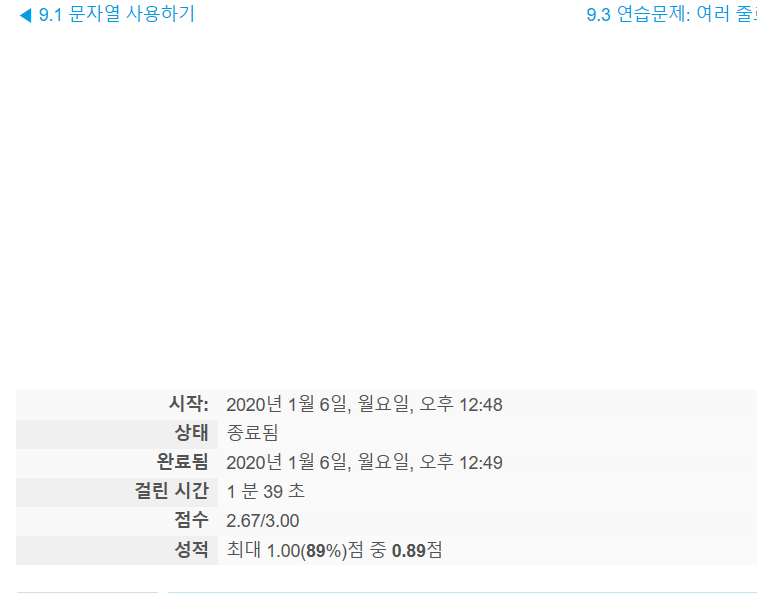 ◀ 9.1 문자열 사용하기
9.3 연습문제: 여러
시작: 2020년 1월 6일, 월요일, 오후 12:48
상태 종료됨
완료됨 2020년 1월 6일, 월요일, 오후 12:49
걸린 시간 1 분 39 초
점수 2.67/3.00
성적 최대 1.00(89%)점 중 0.89점